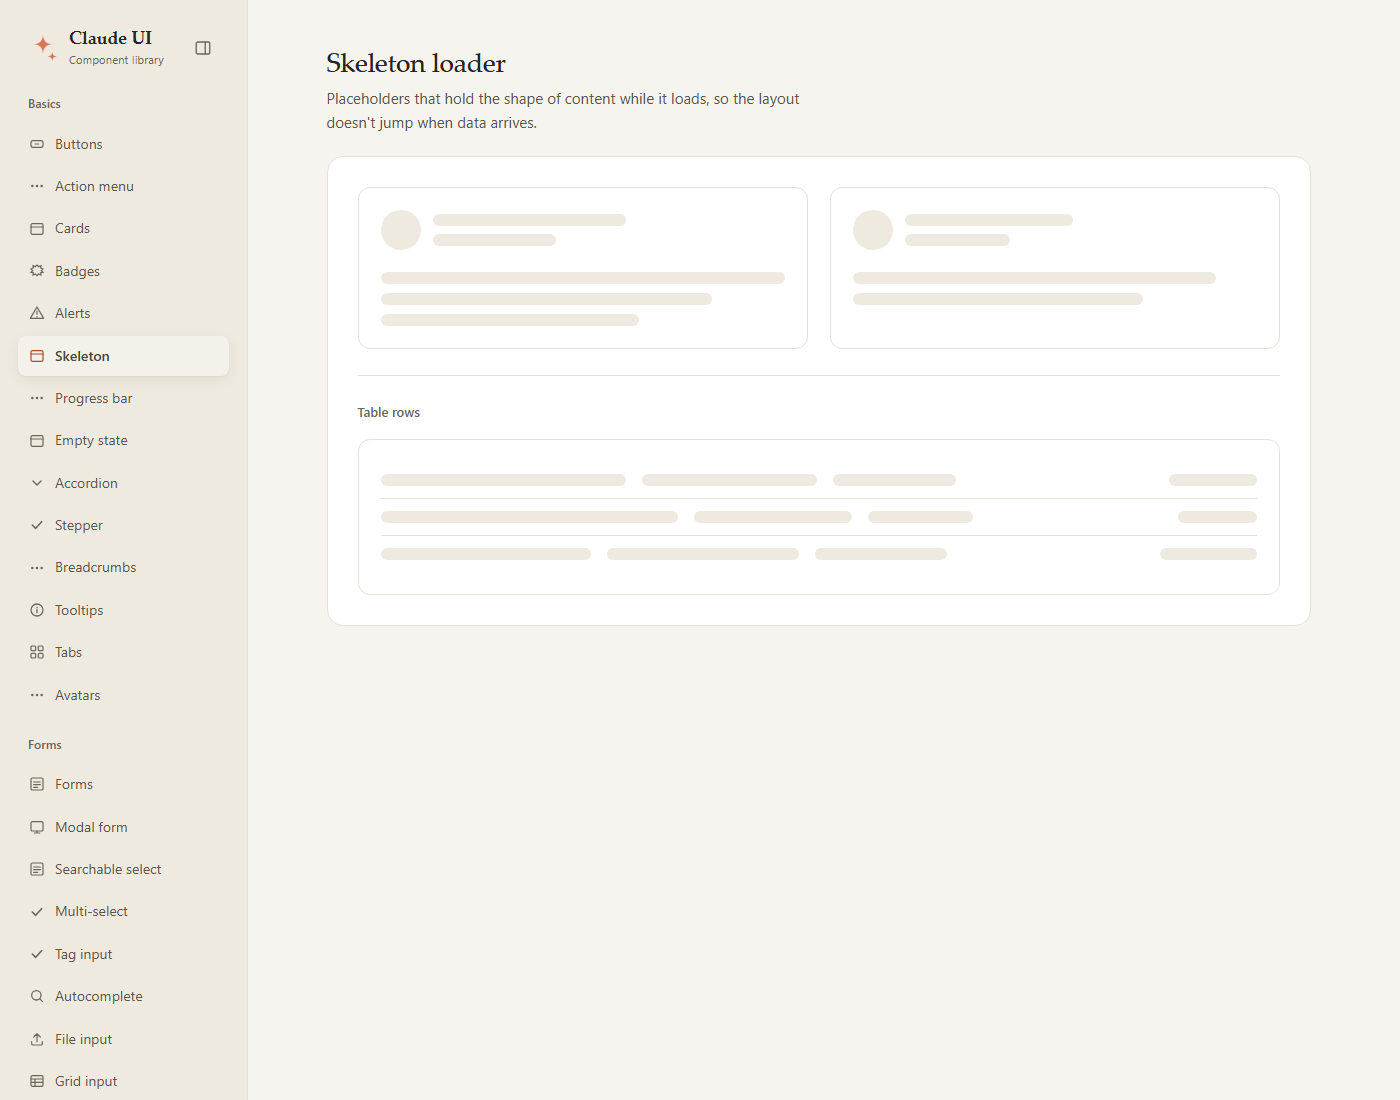 Claude UI
Component library
Basics
Buttons
Action menu
Cards
Badges
Alerts
Skeleton
Progress bar
Empty state
Accordion
Stepper
Breadcrumbs
Tooltips
Tabs
Avatars
Forms
Forms
Modal form
Searchable select
Multi-select
Tag input
Autocomplete
File input
Grid input
Skeleton loader
Placeholders that hold the shape of content while it loads, so the layout
doesn't jump when data arrives.
Table rows